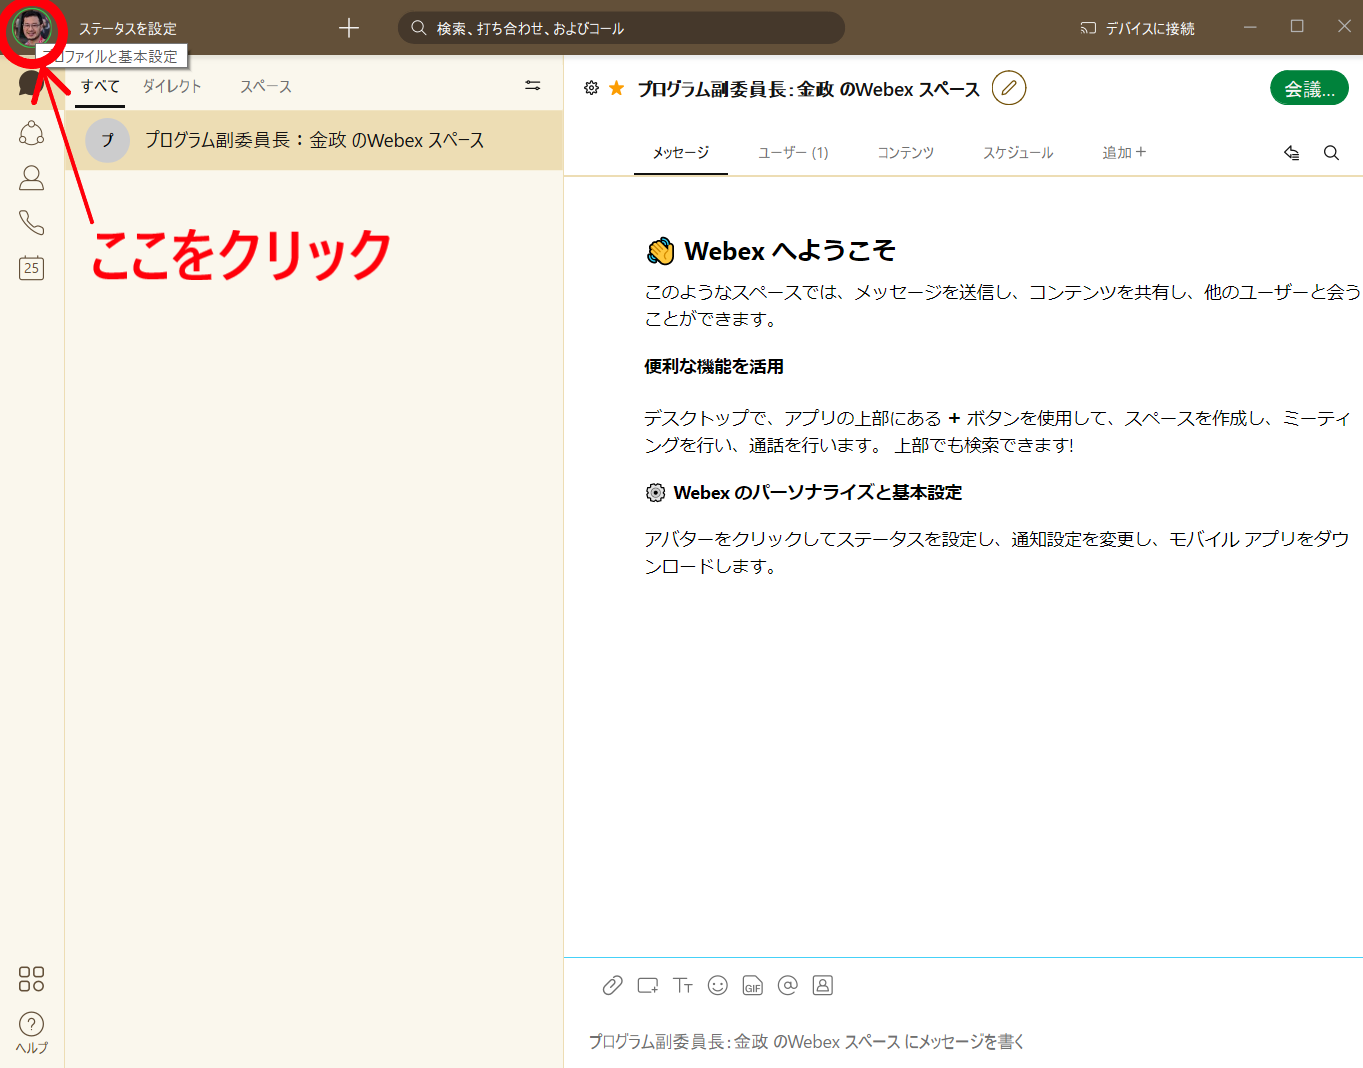 ステータスを設定
検索、打ち合わせ、およびコール
デバイスに接続
ロファイルと基本設定
すべて
ダイレクト
スペース
プ
プログラム副委員長：金政 のWebex スペース
25
ここをクリック
プログラム副委員長：金政 のWebex スペース
会議...
メッセージ
ユーザー (1)
コンテンツ
スケジュール
追加 +
Webex へようこそ
このようなスペースでは、メッセージを送信し、コンテンツを共有し、他のユーザーと会う
ことができます。
便利な機能を活用
デスクトップで、アプリの上部にある + ボタンを使用して、スペースを作成し、ミーティ
ングを行い、通話を行います。 上部でも検索できます!
Webex のパーソナライズと基本設定
アバターをクリックしてステータスを設定し、通知設定を変更し、モバイル アプリをダウ
ンロードします。
GIF
プログラム副委員長：金政 のWebex スペース にメッセージを書く
ヘルプ